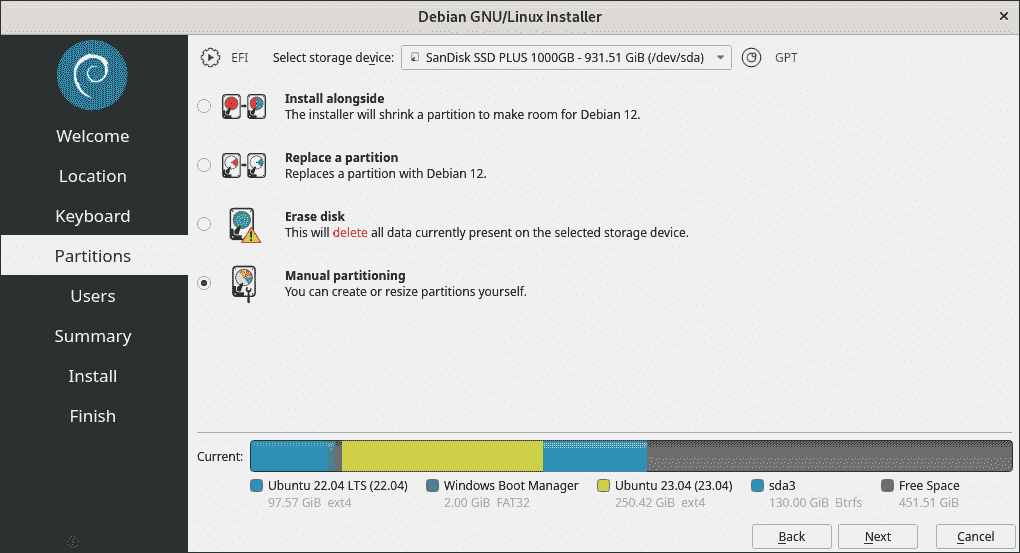 Debian GNU/Linux Installer
EFI Select storage device: SanDisk SSD PLUS 1000GB - 931.51 GiB (/dev/sda) GPT
Install alongside
The installer will shrink a partition to make room for Debian 12.
Replace a partition
Replaces a partition with Debian 12.
Erase disk
This will delete all data currently present on the selected storage device.
Manual partitioning
You can create or resize partitions yourself.
Welcome
Location
Keyboard
Partitions
Users
Summary
Install
Finish
Current:
Ubuntu 22.04 LTS (22.04) Windows Boot Manager Ubuntu 23.04 (23.04) sda3 Free Space
97.57 GiB ext4 2.00 GiB FAT32 250.42 GiB ext4 130.00 GiB Btrfs 451.51 GiB
Back Next Cancel